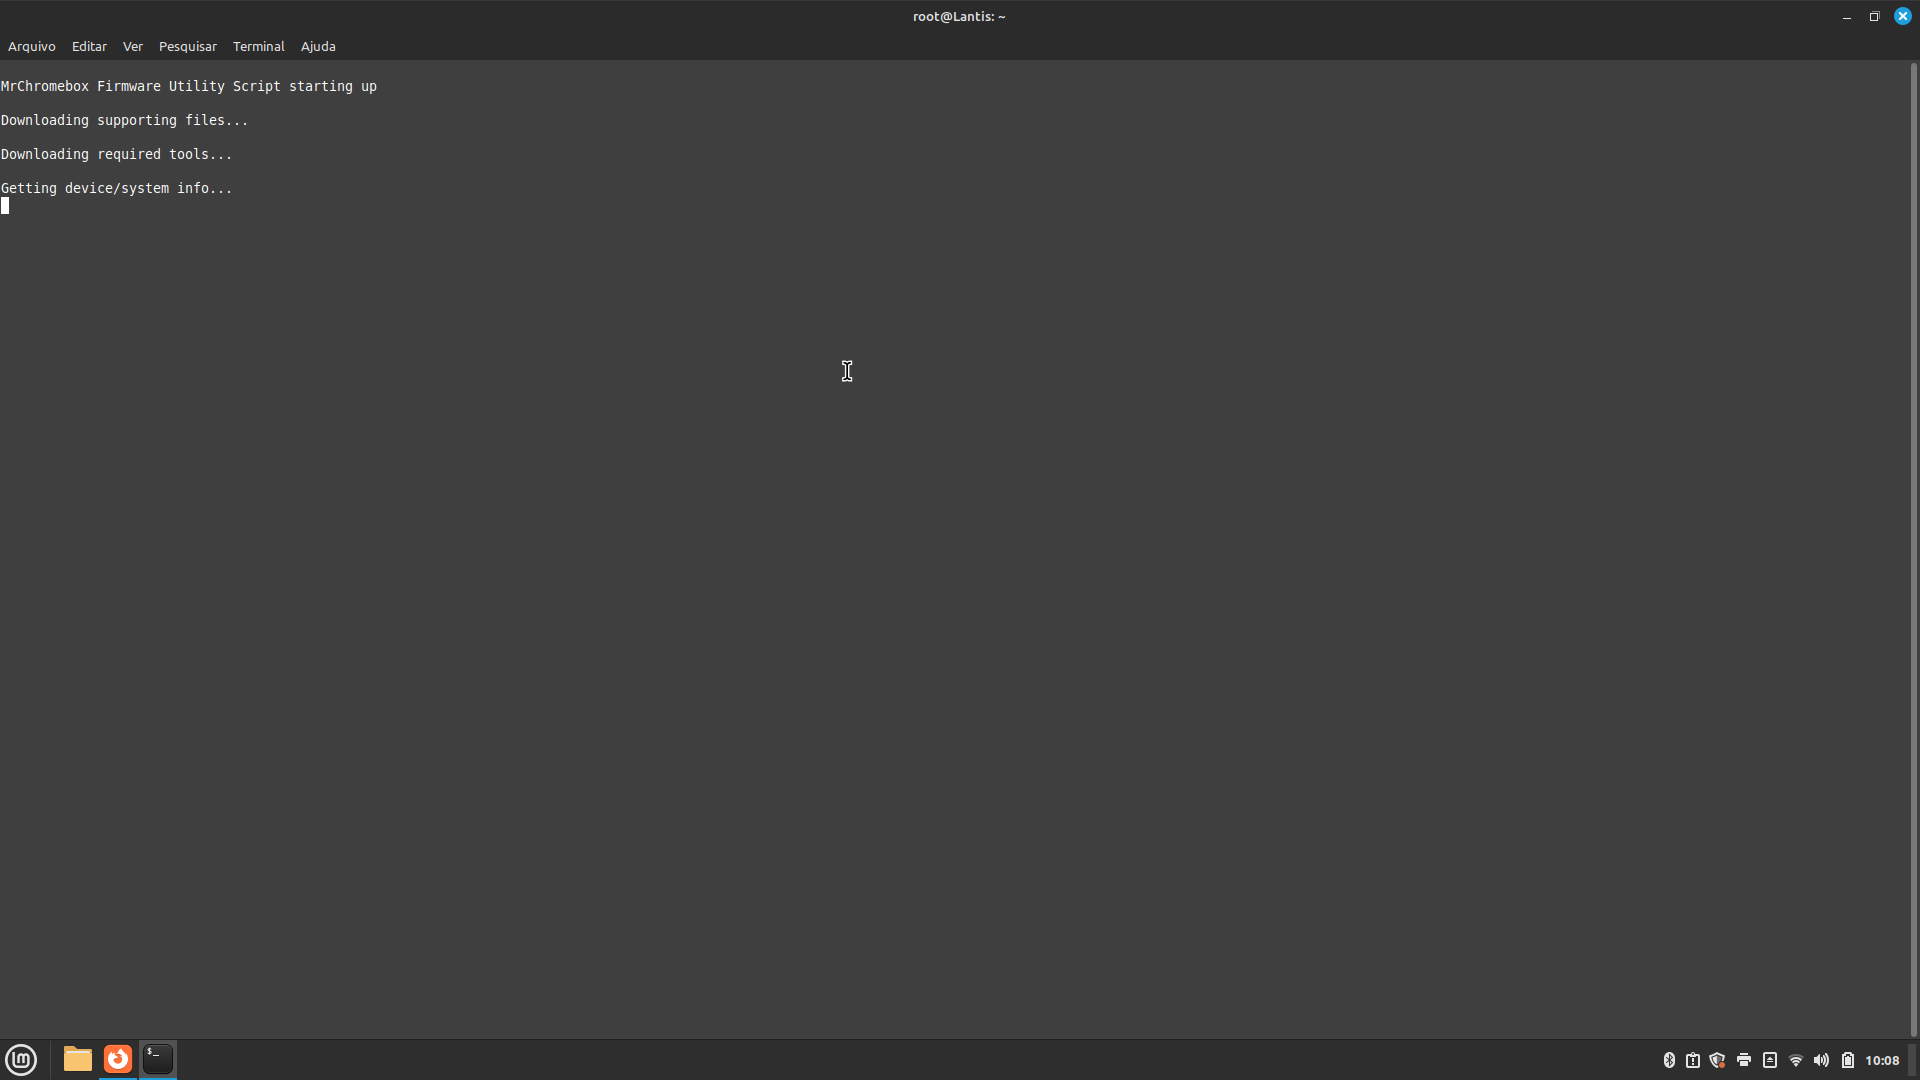 root@Lantis: ~
Arquivo Editar Ver Pesquisar Terminal Ajuda
MrChromebox Firmware Utility Script starting up
Downloading supporting files...
Downloading required tools...
Getting device/system info...
$_
lm
10:08